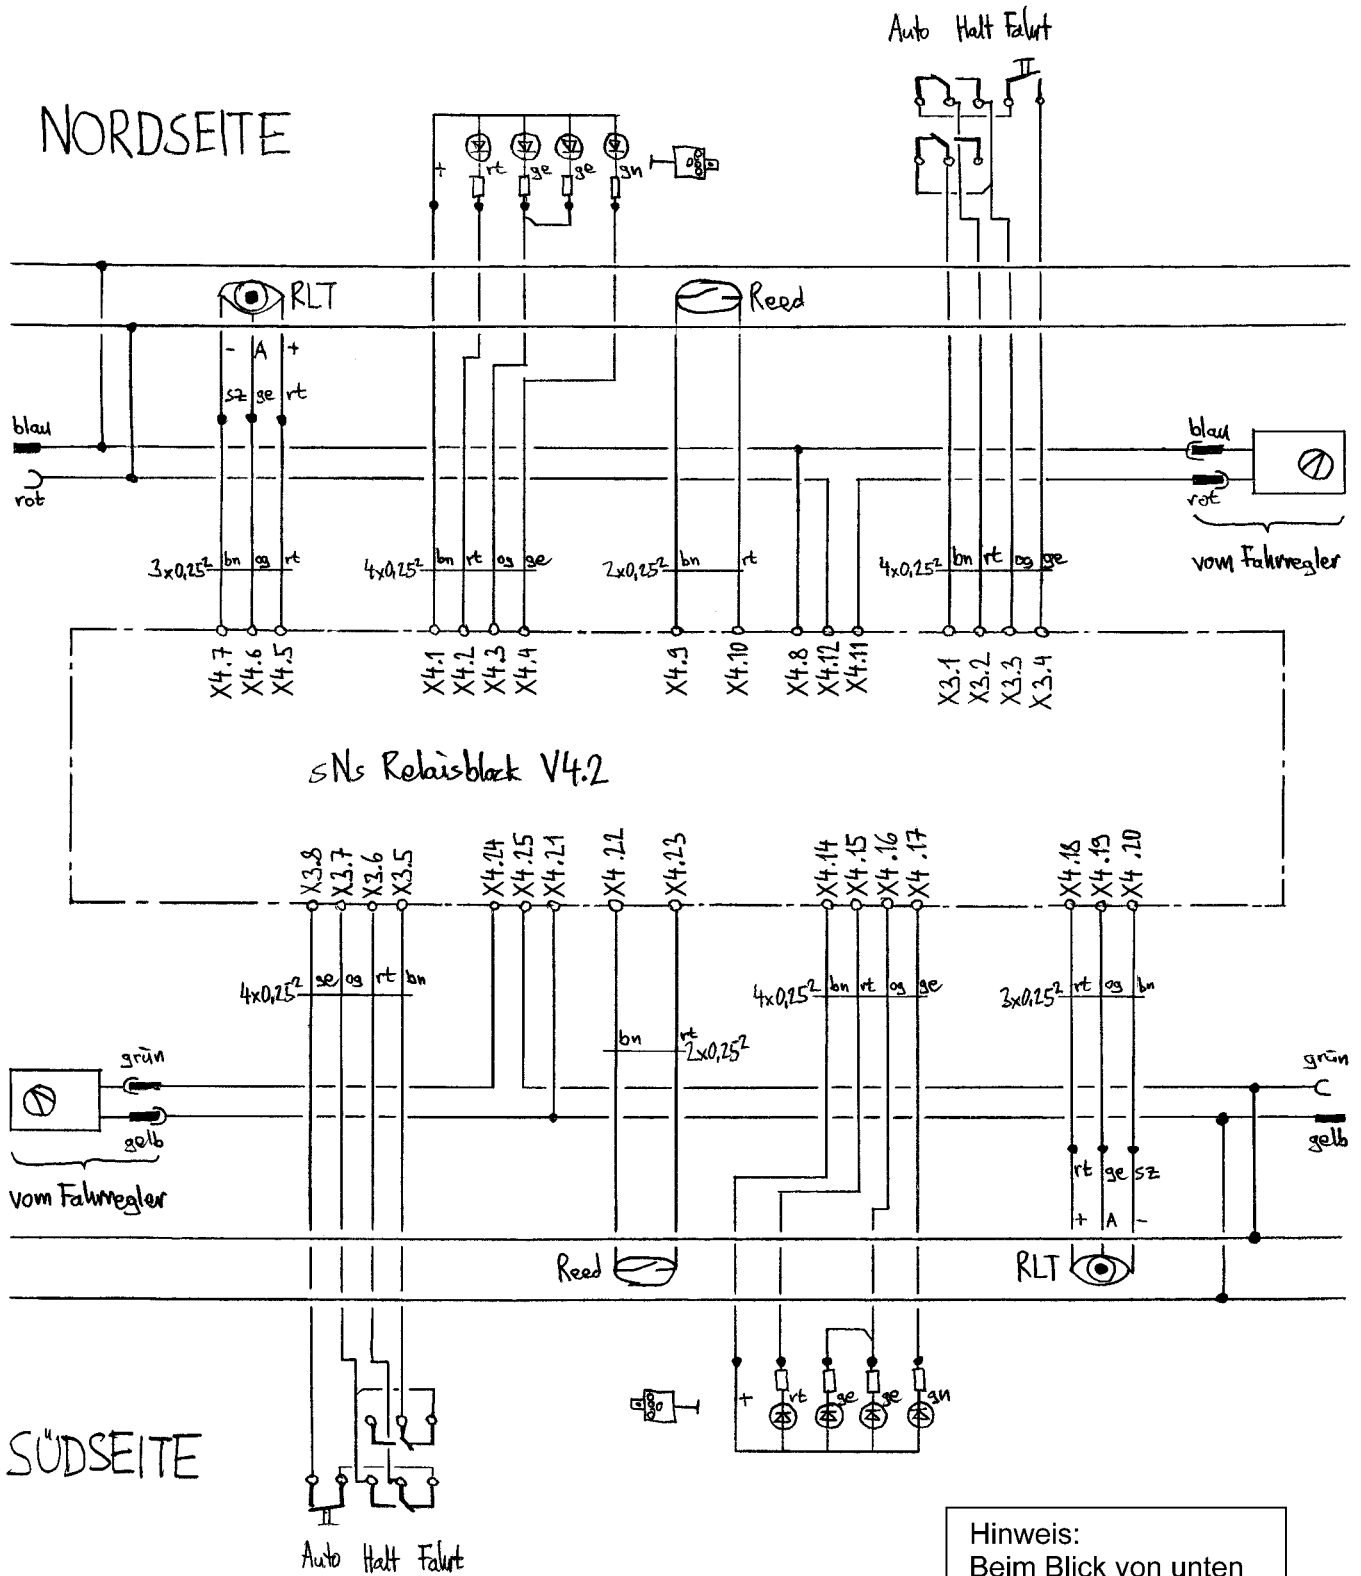 Auto Halt Fahrt
NORDSEITE
+ rt ge ge gn
RLT
Reed
- A +
sz ge rt
blau
rot
blau
rot
vom Fahrregler
3x0,25² bn og rt
4x0,25² bn rt og ge
2x0,25² bn rt
4x0,25² bn rt og ge
X4.7 X4.6 X4.5 X4.1 X4.2 X4.3 X4.4 X4.9 X4.10 X4.8 X4.12 X4.11 X3.1 X3.2 X3.3 X3.4
sNs Relaisblock V4.2
X3.8 X3.7 X3.6 X3.5 X4.24 X4.25 X4.21 X4.22 X4.23 X4.14 X4.15 X4.16 X4.17 X4.18 X4.19 X4.20
4x0,25² ge og rt bn
4x0,25² bn rt og ge
3x0,25² rt og bn
bn rt 2x0,25²
grün
gelb
vom Fahrregler
grün
gelb
rt ge sz
+ A -
Reed
RLT
+ rt ge ge gn
SÜDSEITE
Auto Halt Fahrt
Hinweis:
Beim Blick von unten